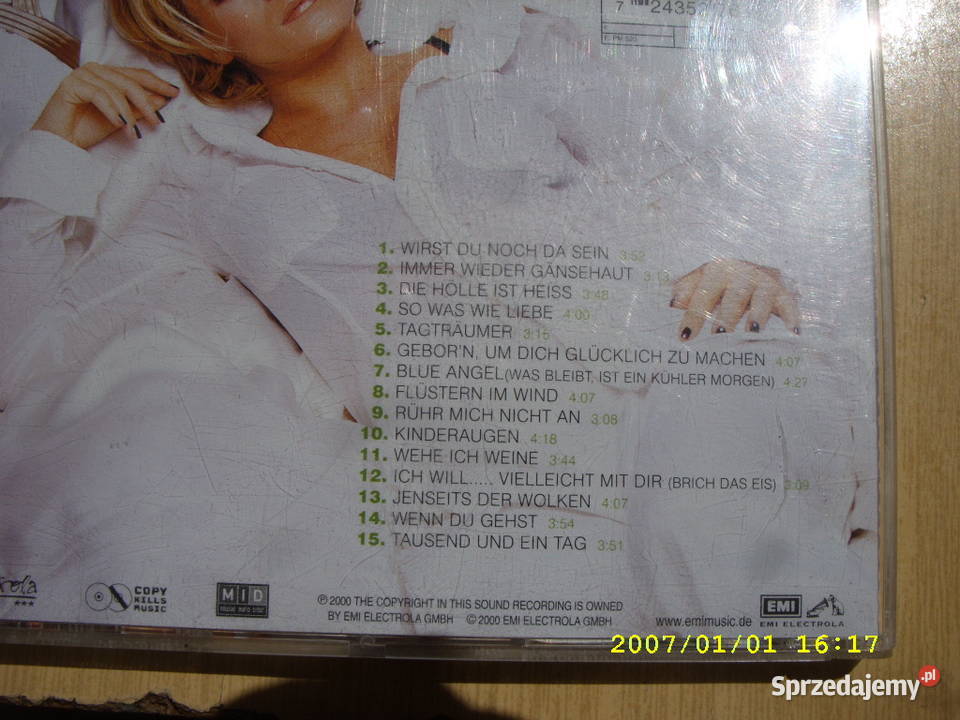 7 24352
1. WIRST DU NOCH DA SEIN 3:52
2. IMMER WIEDER GÄNSEHAUT 3:13
3. DIE HÖLLE IST HEISS 3:48
4. SO WAS WIE LIEBE 4:00
5. TAGTRÄUMER 3:15
6. GEBOR'N, UM DICH GLÜCKLICH ZU MACHEN 4:07
7. BLUE ANGEL (WAS BLEIBT, IST EIN KÜHLER MORGEN) 4:27
8. FLÜSTERN IM WIND 4:07
9. RÜHR MICH NICHT AN 3:08
10. KINDERAUGEN 4:18
11. WEHE ICH WEINE 3:44
12. ICH WILL..... VIELLEICHT MIT DIR (BRICH DAS EIS) 3:09
13. JENSEITS DER WOLKEN 4:07
14. WENN DU GEHST 3:54
15. TAUSEND UND EIN TAG 3:51
COPY KILLS MUSIC
MID
℗ 2000 THE COPYRIGHT IN THIS SOUND RECORDING IS OWNED
BY EMI ELECTROLA GMBH © 2000 EMI ELECTROLA GMBH
www.emimusic.de
EMI
EMI ELECTROLA
2007/01/01 16:17
Sprzedajemy.pl